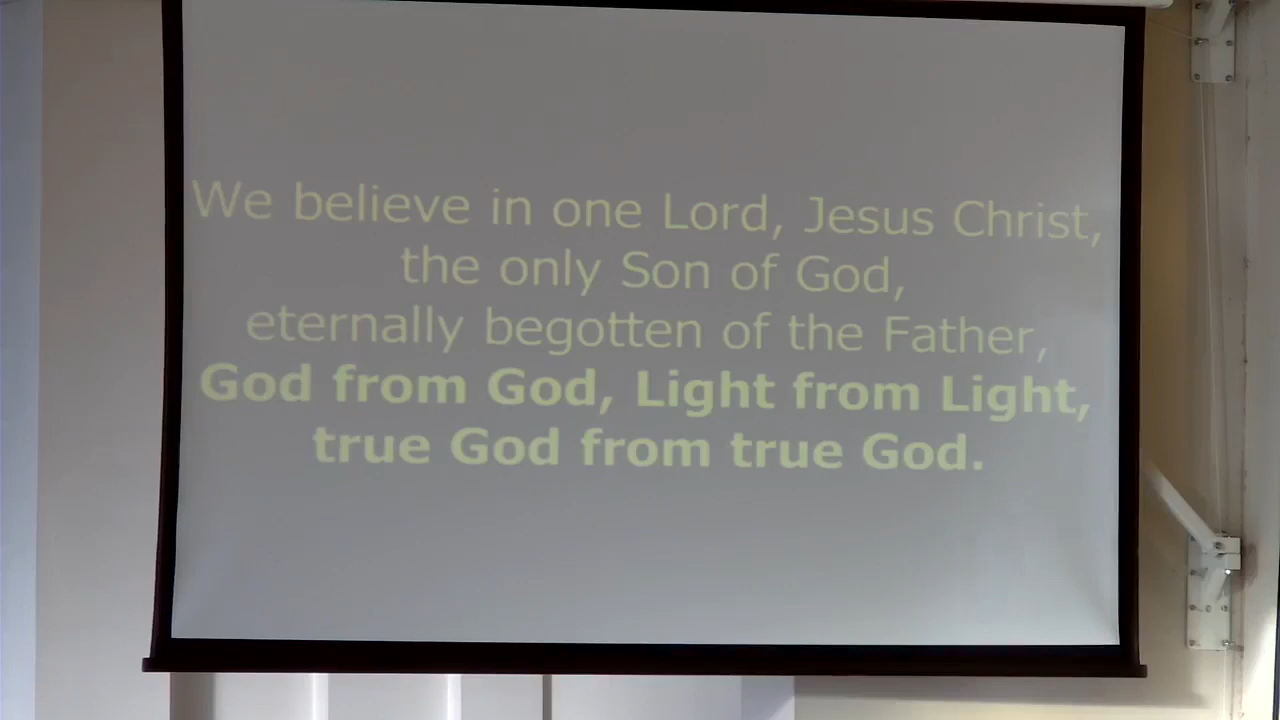 We believe in one Lord, Jesus Christ,
the only Son of God,
eternally begotten of the Father,
God from God, Light from Light,
true God from true God.